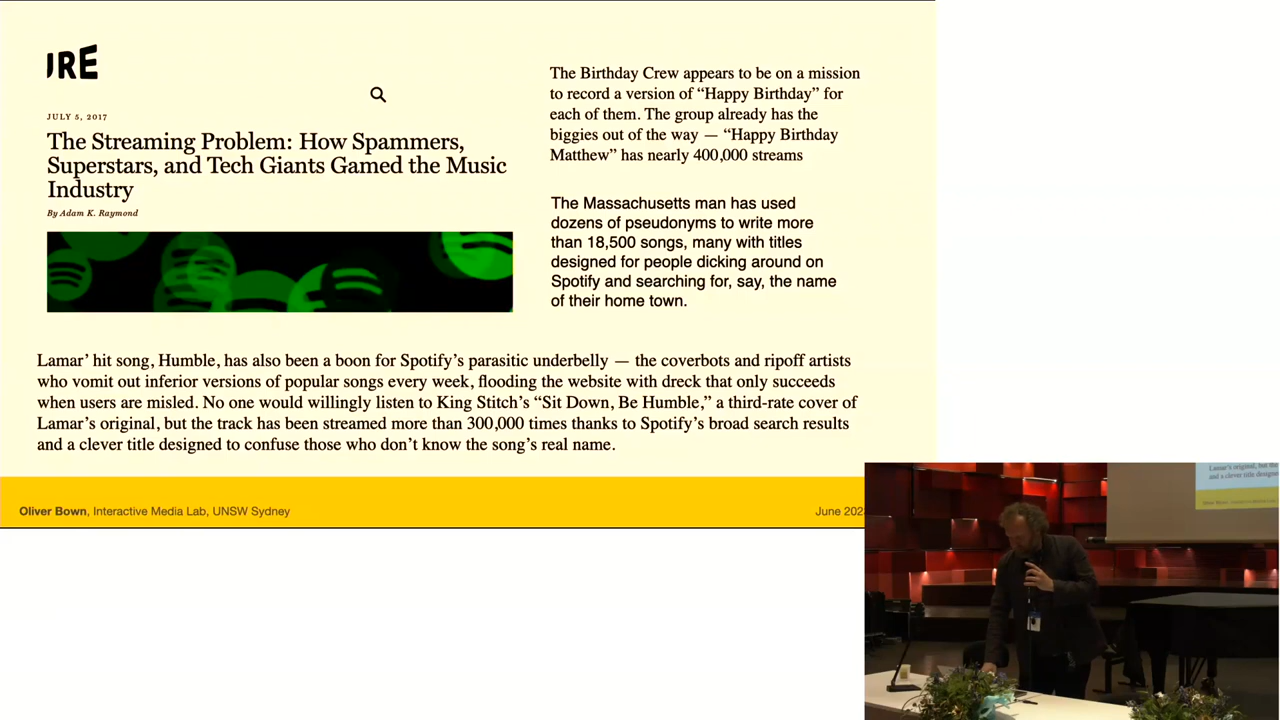 JRE
JULY 5, 2017
The Streaming Problem: How Spammers,
Superstars, and Tech Giants Gamed the Music
Industry
By Adam K. Raymond
The Birthday Crew appears to be on a mission
to record a version of “Happy Birthday” for
each of them. The group already has the
biggies out of the way — “Happy Birthday
Matthew” has nearly 400,000 streams
The Massachusetts man has used
dozens of pseudonyms to write more
than 18,500 songs, many with titles
designed for people dicking around on
Spotify and searching for, say, the name
of their home town.
Lamar’ hit song, Humble, has also been a boon for Spotify’s parasitic underbelly — the coverbots and ripoff artists
who vomit out inferior versions of popular songs every week, flooding the website with dreck that only succeeds
when users are misled. No one would willingly listen to King Stitch’s “Sit Down, Be Humble,” a third-rate cover of
Lamar’s original, but the track has been streamed more than 300,000 times thanks to Spotify’s broad search results
and a clever title designed to confuse those who don’t know the song’s real name.
Oliver Bown, Interactive Media Lab, UNSW Sydney
June 202
Lamar's original, but the
and a clever title designe